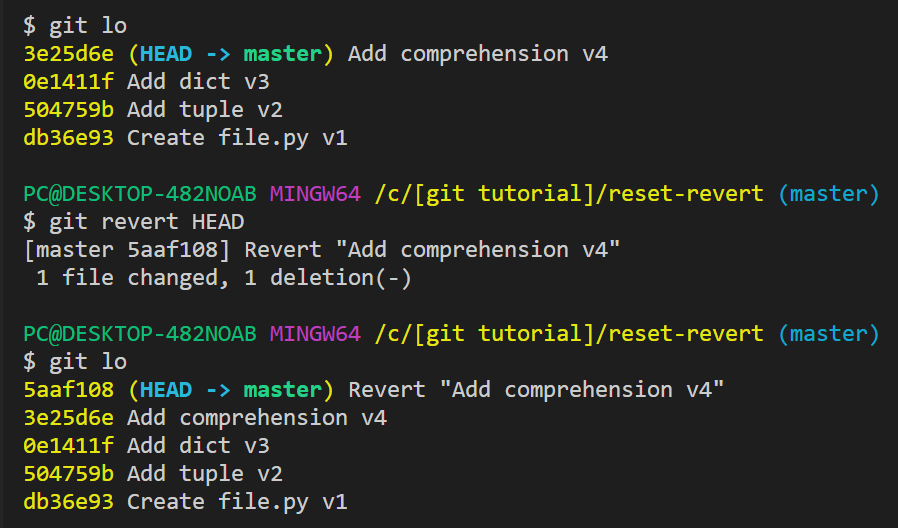 $ git lo
3e25d6e (HEAD -> master) Add comprehension v4
0e1411f Add dict v3
504759b Add tuple v2
db36e93 Create file.py v1
PC@DESKTOP-482NOAB MINGW64 /c/[git tutorial]/reset-revert (master)
$ git revert HEAD
[master 5aaf108] Revert "Add comprehension v4"
 1 file changed, 1 deletion(-)
PC@DESKTOP-482NOAB MINGW64 /c/[git tutorial]/reset-revert (master)
$ git lo
5aaf108 (HEAD -> master) Revert "Add comprehension v4"
3e25d6e Add comprehension v4
0e1411f Add dict v3
504759b Add tuple v2
db36e93 Create file.py v1